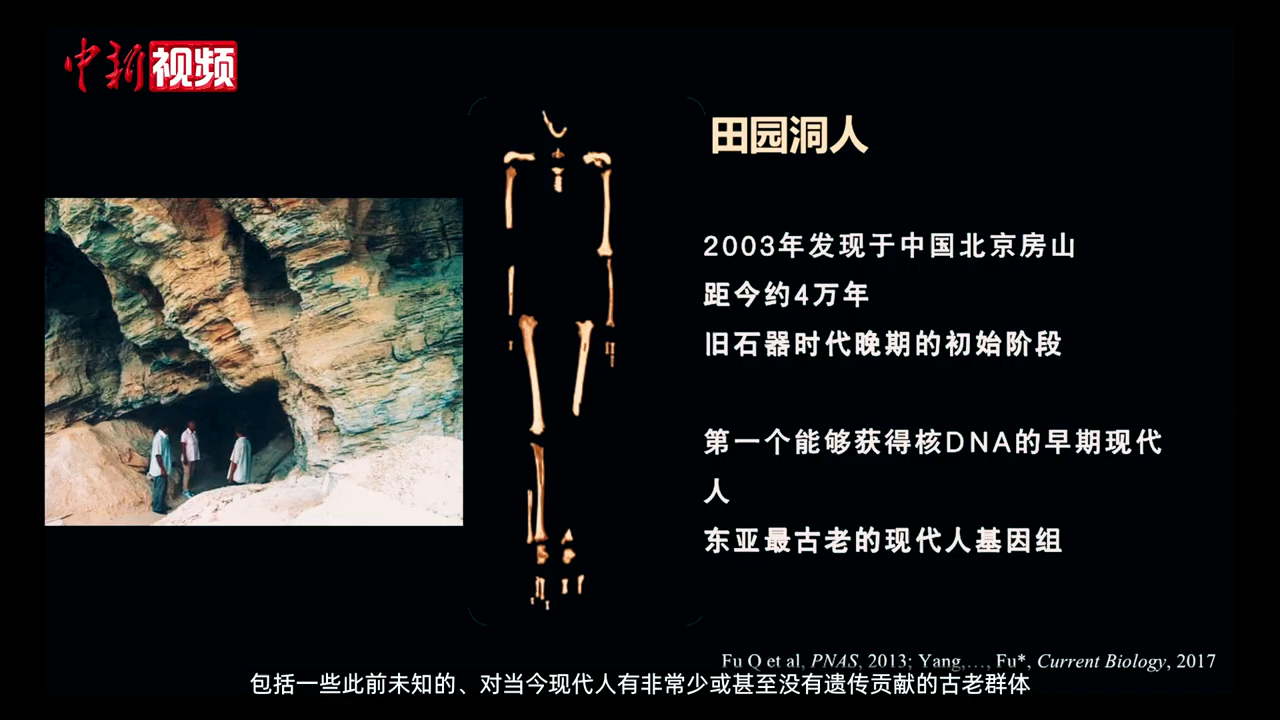 中新视频
田园洞人
2003年发现于中国北京房山
距今约4万年
旧石器时代晚期的初始阶段
第一个能够获得核DNA的早期现代
人
东亚最古老的现代人基因组
Fu Q et al, PNAS, 2013; Yang,…, Fu*, Current Biology, 2017
包括一些此前未知的、对当今现代人有非常少或甚至没有遗传贡献的古老群体